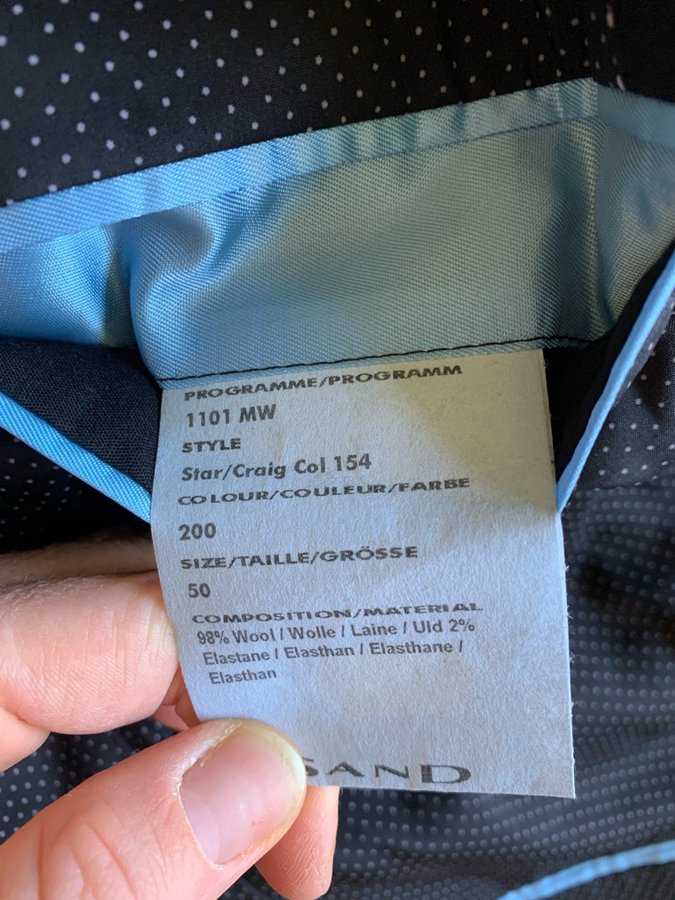 PROGRAMME/PROGRAMM
1101 MW
STYLE
Star/Craig Col 154
COLOUR/COULEUR/FARBE
200
SIZE/TAILLE/GRÖSSE
50
COMPOSITION/MATERIAL
98% Wool / Wolle / Laine / Uld 2%
Elastane / Elasthan / Elasthane /
Elasthan
SAND